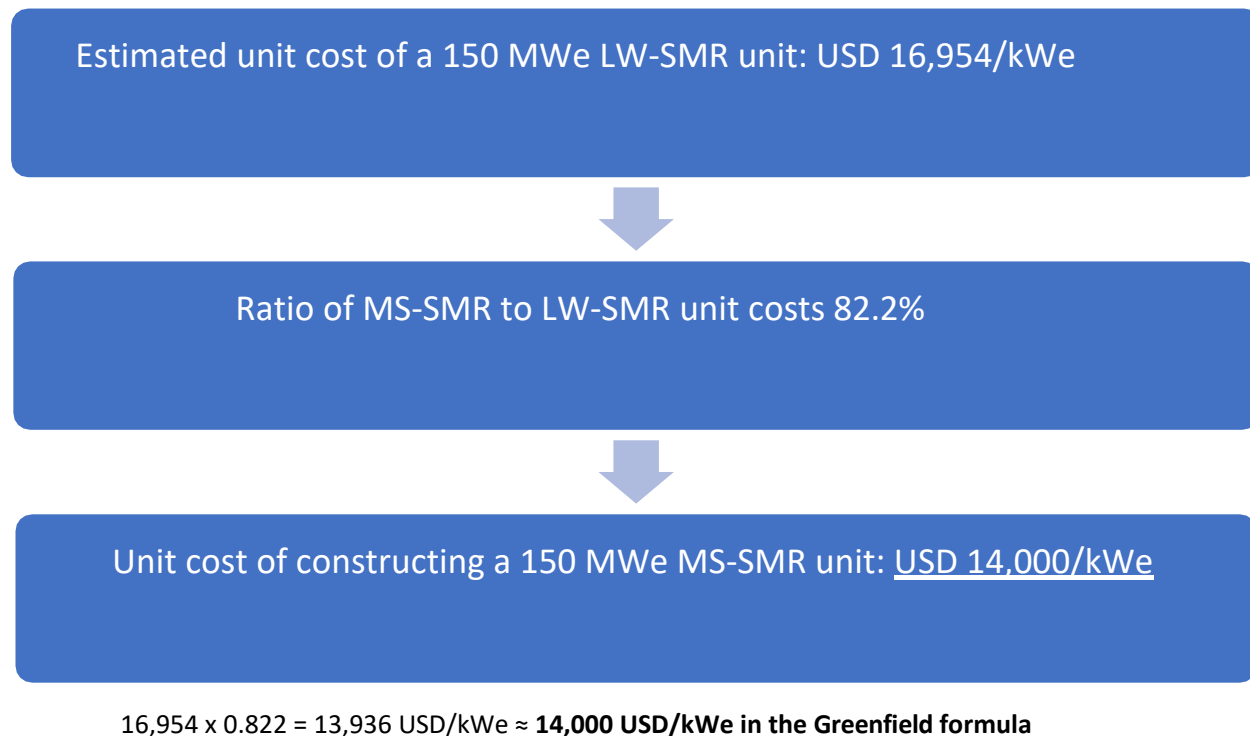 Estimated unit cost of a 150 MWe LW-SMR unit: USD 16,954/kWe
Ratio of MS-SMR to LW-SMR unit costs 82.2%
Unit cost of constructing a 150 MWe MS-SMR unit: USD 14,000/kWe
16,954 x 0.822 = 13,936 USD/kWe ≈ 14,000 USD/kWe in the Greenfield formula